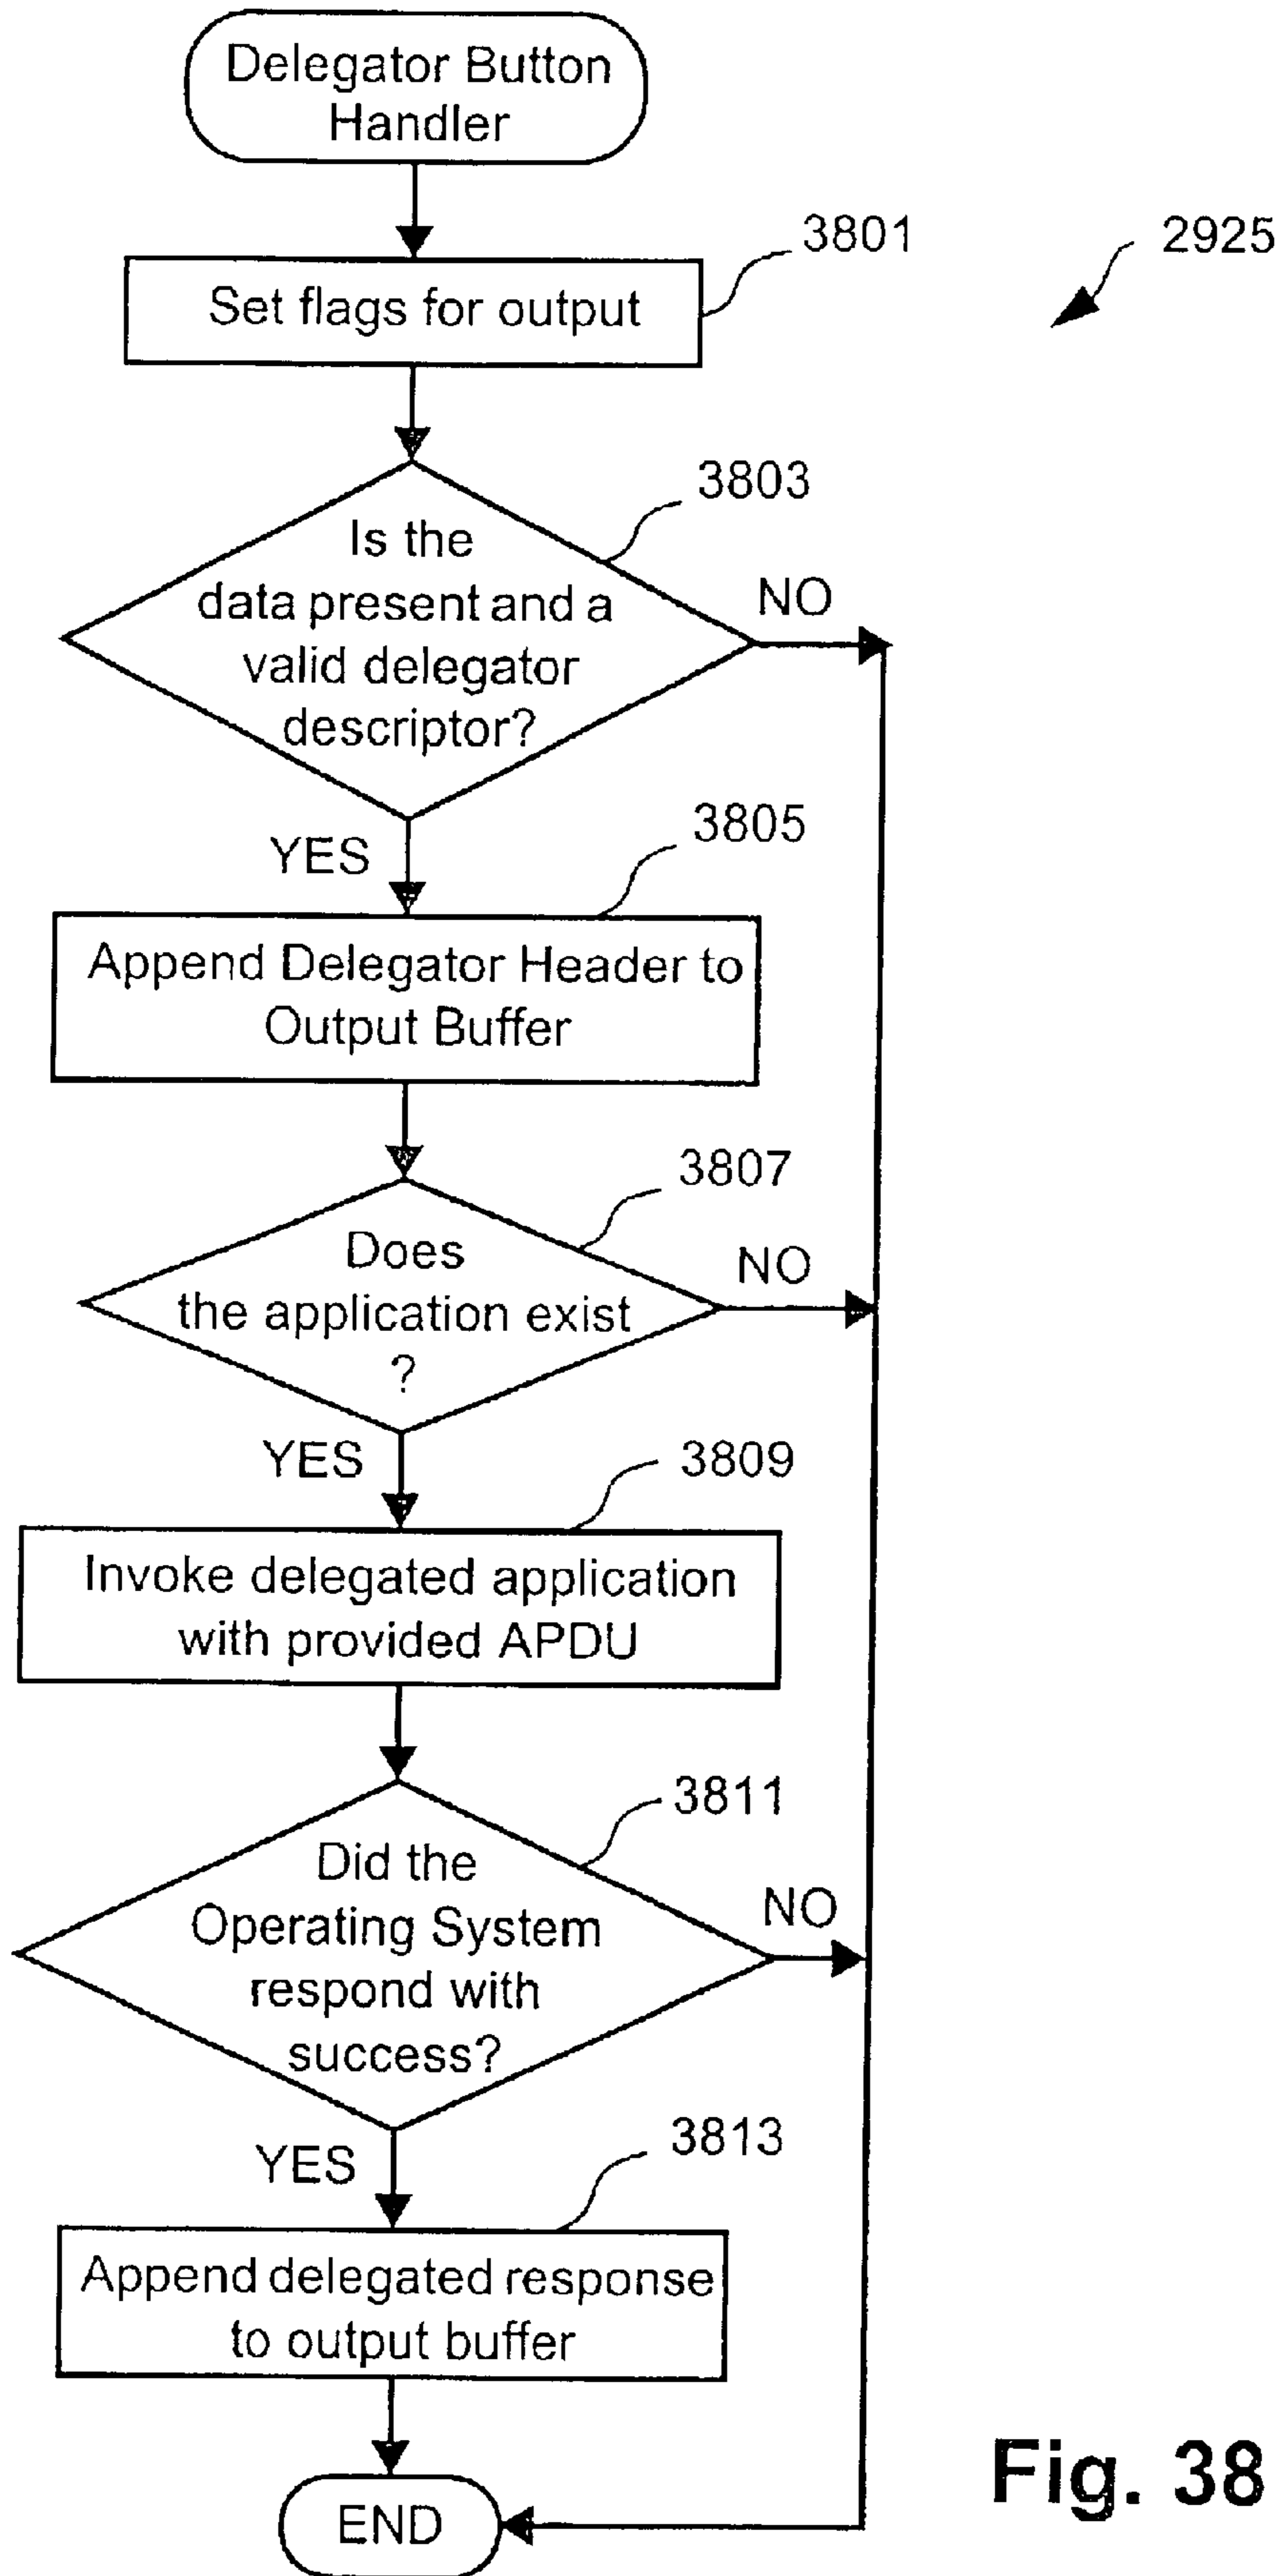 Delegator Button
Handler
3801
2925
Set flags for output
3803
Is the
data present and a
valid delegator
descriptor?
NO
YES
3805
Append Delegator Header to
Output Buffer
3807
Does
the application exist
?
NO
YES
3809
Invoke delegated application
with provided APDU
3811
Did the
Operating System
respond with
success?
NO
YES
3813
Append delegated response
to output buffer
END
Fig. 38